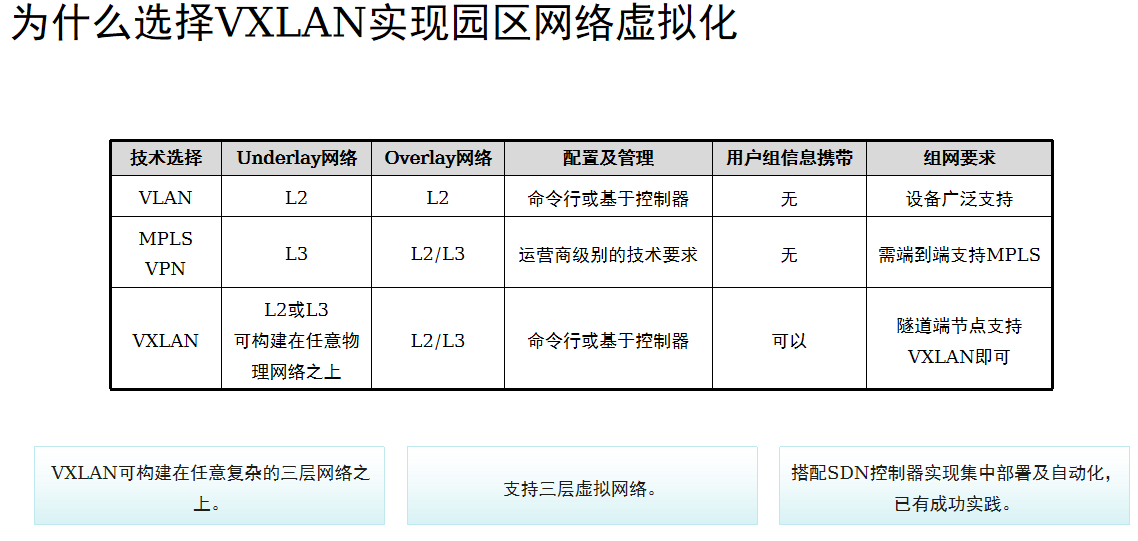 为什么选择VXLAN实现园区网络虚拟化
技术选择 Underlay网络 Overlay网络 配置及管理 用户组信息携带 组网要求
VLAN L2 L2 命令行或基于控制器 无 设备广泛支持
MPLS
VPN
L3 L2/L3 运营商级别的技术要求 无 需端到端支持MPLS
VXLAN
L2或L3
可构建在任意物
理网络之上
L2/L3 命令行或基于控制器 可以
隧道端节点支持
VXLAN即可
VXLAN可构建在任意复杂的三层网络之
上。
支持三层虚拟网络。
搭配SDN控制器实现集中部署及自动化，
已有成功实践。